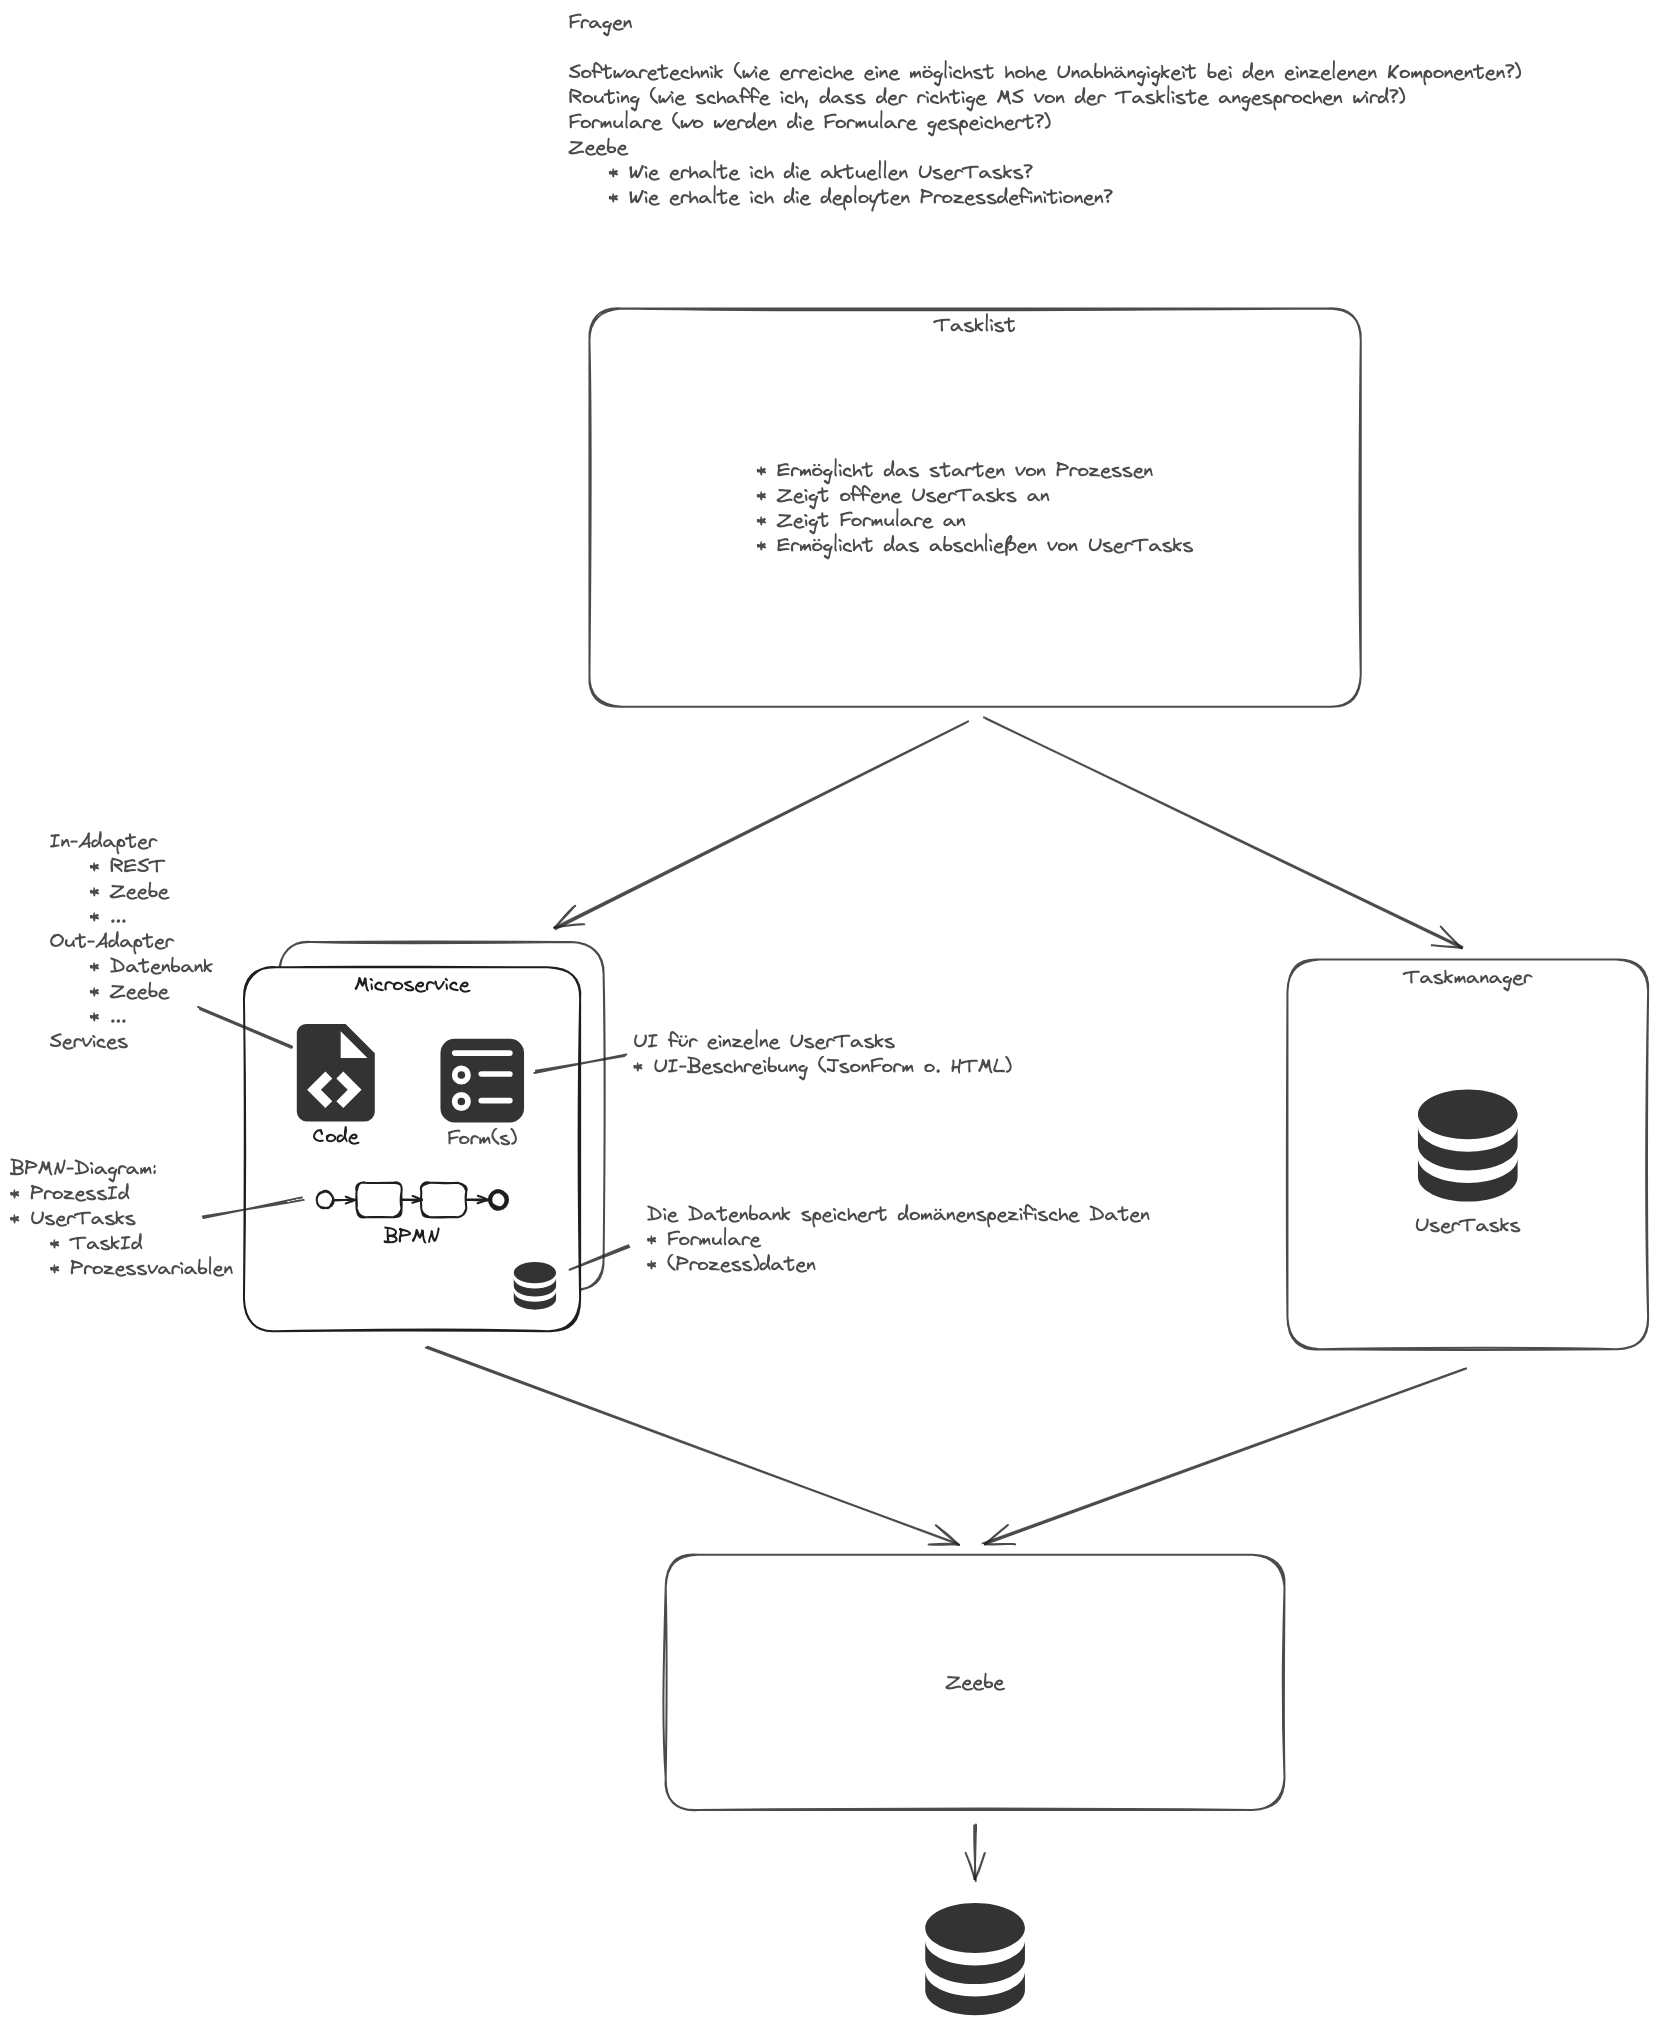 Fragen
Softwaretechnik (wie erreiche eine möglichst hohe Unabhängigkeit bei den einzelenen Komponenten?)
Routing (wie schaffe ich, dass der richtige MS von der Taskliste angesprochen wird?)
Formulare (wo werden die Formulare gespeichert?)
Zeebe
* Wie erhalte ich die aktuellen UserTasks?
* Wie erhalte ich die deployten Prozessdefinitionen?
Tasklist
* Ermöglicht das starten von Prozessen
* Zeigt offene UserTasks an
* Zeigt Formulare an
* Ermöglicht das abschließen von UserTasks
In-Adapter
* REST
* Zeebe
* ...
Out-Adapter
* Datenbank
* Zeebe
* ...
Services
Microservice
Code
Form(s)
UI für einzelne UserTasks
* UI-Beschreibung (JsonForm o. HTML)
BPMN-Diagram:
* ProzessId
* UserTasks
* TaskId
* Prozessvariablen
BPMN
Die Datenbank speichert domänenspezifische Daten
* Formulare
* (Prozess)daten
Taskmanager
UserTasks
Zeebe